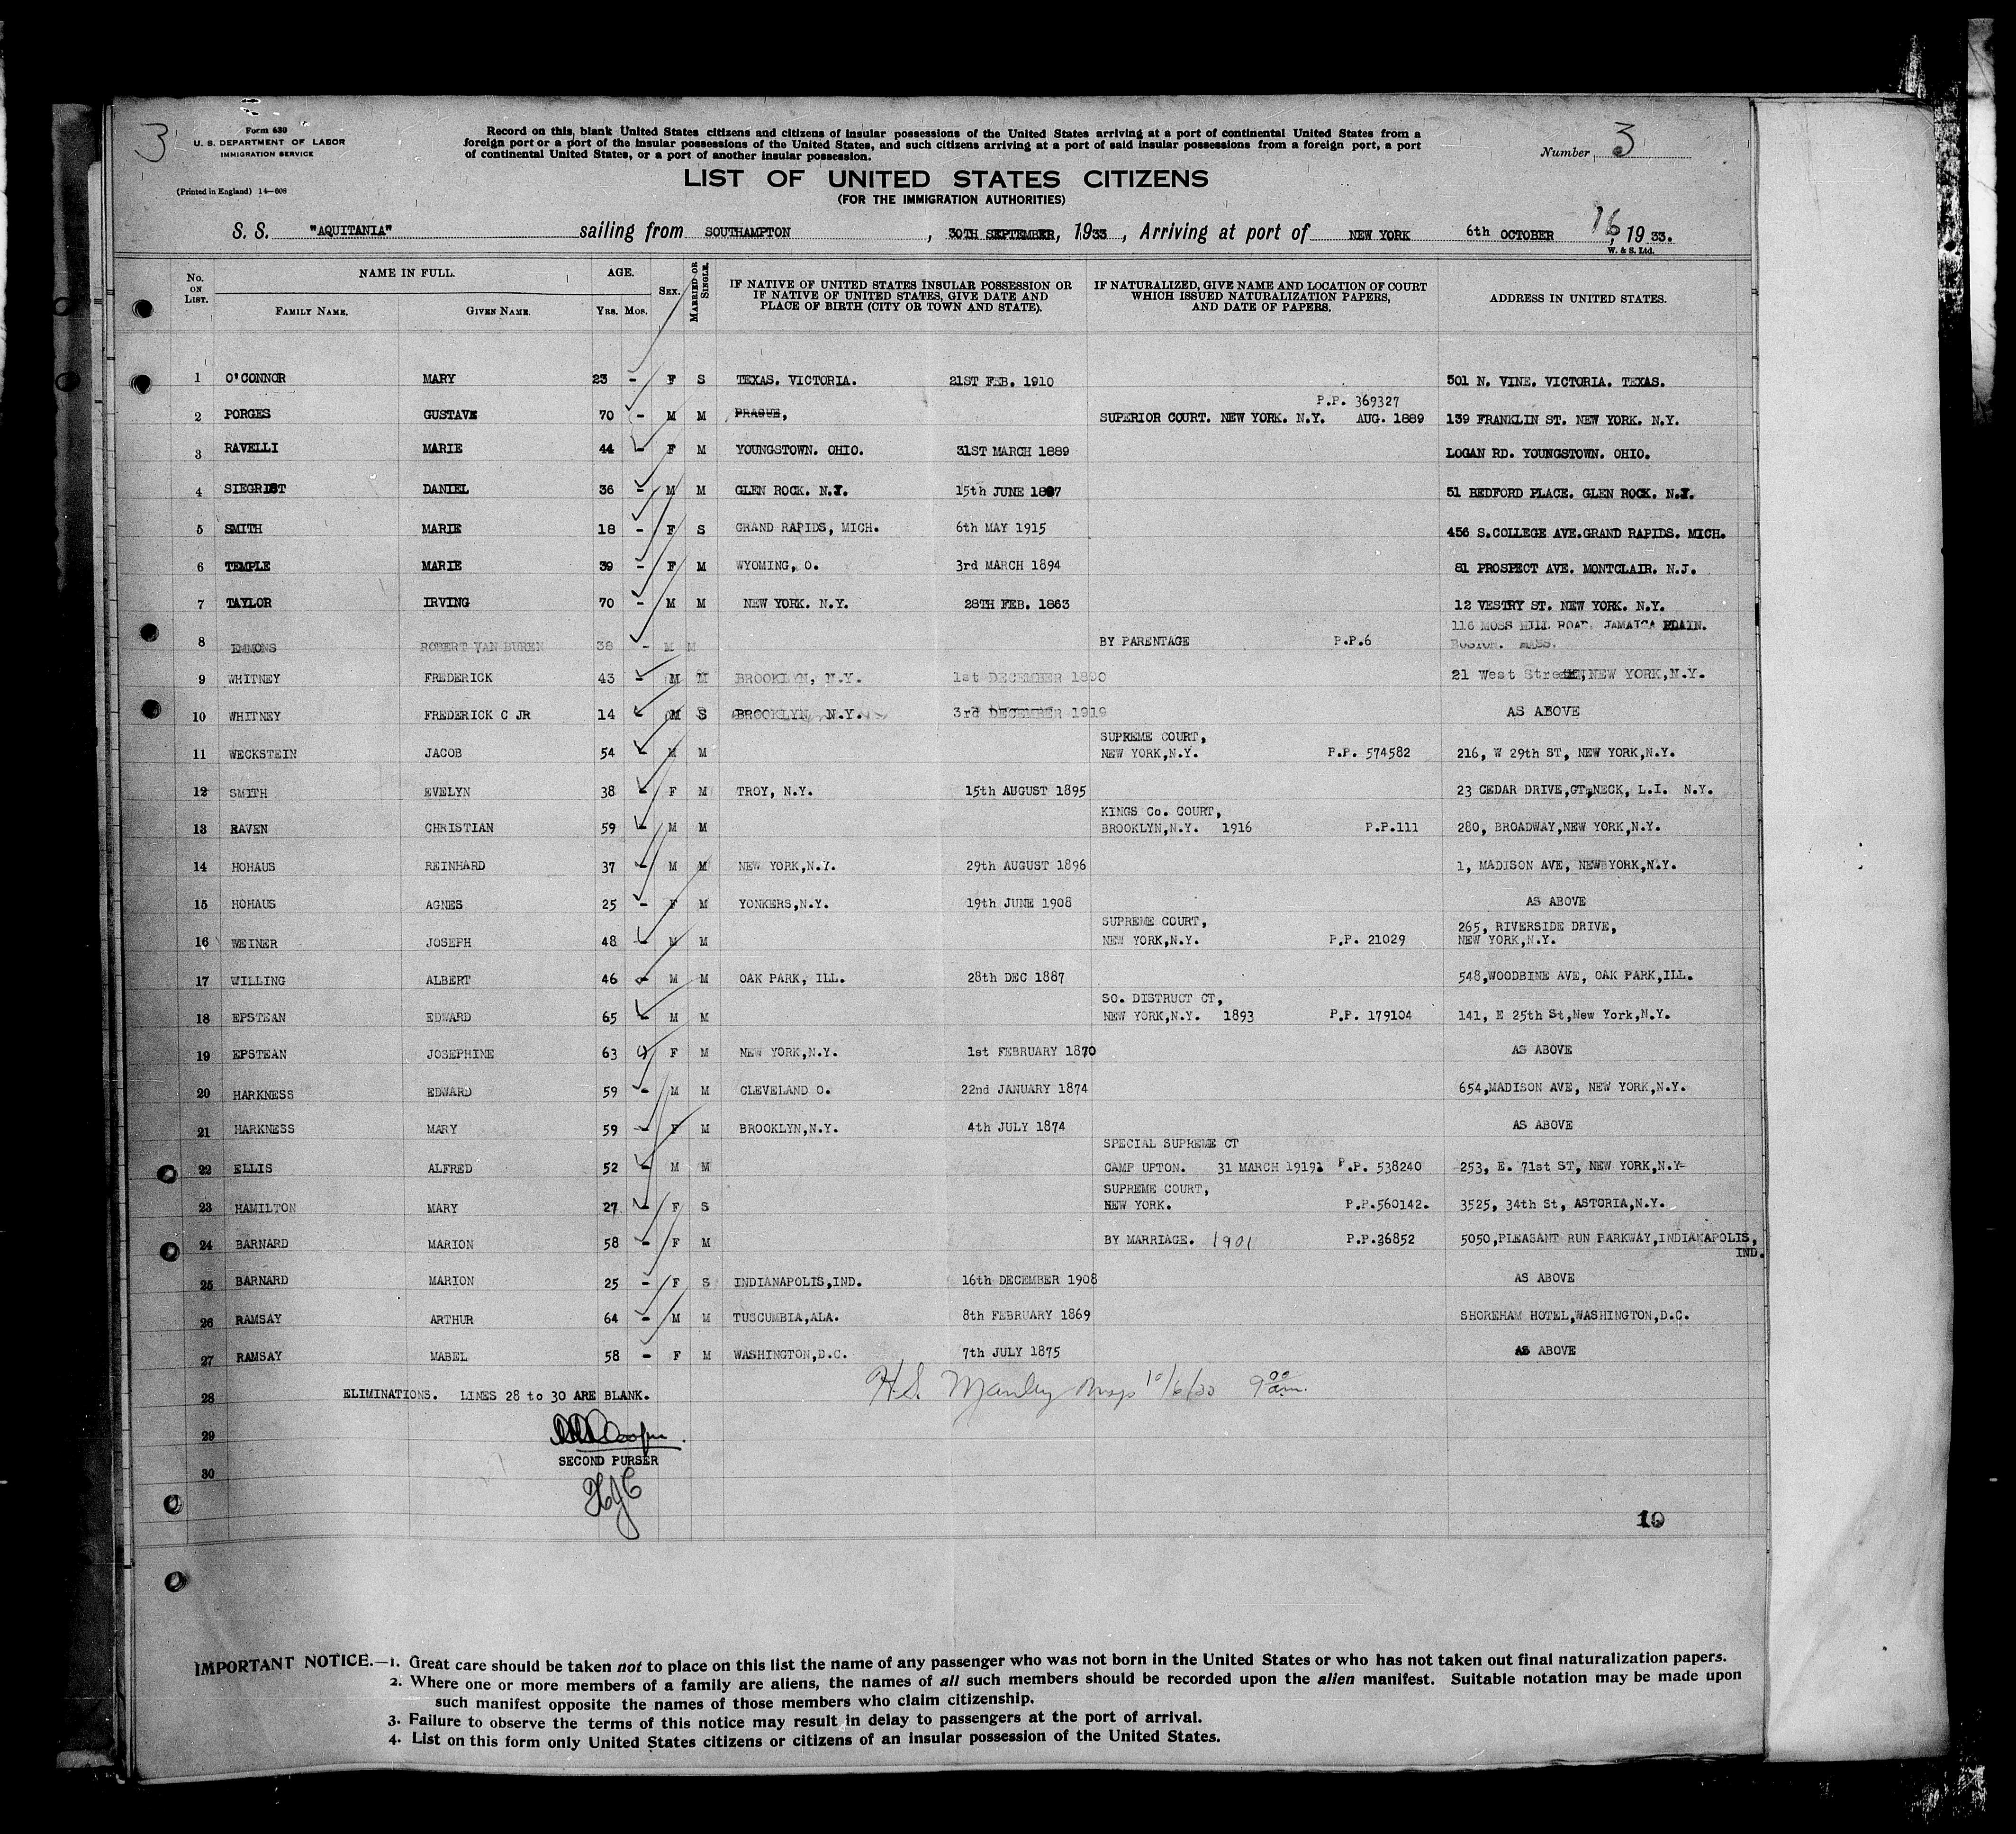 3
Form 630
U. S. DEPARTMENT OF LABOR
IMMIGRATION SERVICE
(Printed in England) 14—608
Record on this, blank United States citizens and citizens of insular possessions of the United States arriving at a port of continental United States from a
foreign port or a port of the insular possessions of the United States, and such citizens arriving at a port of said insular possessions from a foreign port, a port
of continental United States, or a port of another insular possession.
Number 3
LIST OF UNITED STATES CITIZENS
(FOR THE IMMIGRATION AUTHORITIES)
S. S. "AQUITANIA" sailing from SOUTHAMPTON, 30TH SEPTEMBER, 1933, Arriving at port of NEW YORK 6th OCTOBER 16, 1933.
W. & S. Ltd.
No. ON LIST. NAME IN FULL. FAMILY NAME. GIVEN NAME. AGE. YRS. MOS. SEX. MARRIED OR SINGLE. IF NATIVE OF UNITED STATES INSULAR POSSESSION OR IF NATIVE OF UNITED STATES, GIVE DATE AND PLACE OF BIRTH (CITY OR TOWN AND STATE). IF NATURALIZED, GIVE NAME AND LOCATION OF COURT WHICH ISSUED NATURALIZATION PAPERS, AND DATE OF PAPERS. ADDRESS IN UNITED STATES.
1 O'CONNOR MARY 23 - F S TEXAS. VICTORIA. 21ST FEB. 1910 501 N. VINE. VICTORIA. TEXAS.
P.P. 369327
2 PORGES GUSTAVE 70 - M M PRAGUE, SUPERIOR COURT. NEW YORK. N.Y. AUG. 1889 139 FRANKLIN ST. NEW YORK. N.Y.
3 RAVELLI MARIE 44 - F M YOUNGSTOWN. OHIO. 31ST MARCH 1889 LOGAN RD. YOUNGSTOWN. OHIO.
4 SIEGRIST DANIEL 36 - M M GLEN ROCK. N.J. 15th JUNE 1897 51 BEDFORD PLACE. GLEN ROCK. N.J.
5 SMITH MARIE 18 - F S GRAND RAPIDS, MICH. 6th MAY 1915 456 S.COLLEGE AVE.GRAND RAPIDS. MICH.
6 TEMPLE MARIE 39 - F M WYOMING, O. 3rd MARCH 1894 81 PROSPECT AVE. MONTCLAIR. N.J.
7 TAYLOR IRVING 70 - M M NEW YORK. N.Y. 28TH FEB. 1863 12 VESTRY ST. NEW YORK. N.Y.
8 EMMONS ROBERT VAN BUREN 38 - M M BY PARENTAGE P.P.6 116 MOSS HILL ROAD, JAMAICA PLAIN.
BOSTON. MASS.
9 WHITNEY FREDERICK 43 - M M BROOKLYN, N.Y. 1st DECEMBER 1890 21 West Street, NEW YORK,N.Y.
10 WHITNEY FREDERICK C JR 14 - M S BROOKLYN, N.Y. 3rd DECEMBER 1919 AS ABOVE
SUPREME COURT,
11 WECKSTEIN JACOB 54 - M M NEW YORK,N.Y. P.P. 574582 216, W 29th ST, NEW YORK,N.Y.
12 SMITH EVELYN 38 - F M TROY, N.Y. 15th AUGUST 1895 23 CEDAR DRIVE,GT,NECK, L.I. N.Y.
KINGS Co. COURT,
13 RAVEN CHRISTIAN 59 - M M BROOKLYN,N.Y. 1916 P.P.111 280, BROADWAY,NEW YORK,N.Y.
14 HOHAUS REINHARD 37 - M M NEW YORK,N.Y. 29th AUGUST 1896 1, MADISON AVE, NEW YORK,N.Y.
15 HOHAUS AGNES 25 - F M YONKERS,N.Y. 19th JUNE 1908 AS ABOVE
SUPREME COURT, 265, RIVERSIDE DRIVE,
16 WEINER JOSEPH 48 - M M NEW YORK,N.Y. P.P. 21029 NEW YORK,N.Y.
17 WILLING ALBERT 46 - M M OAK PARK, ILL. 28th DEC 1887 548,WOODBINE AVE, OAK PARK,ILL.
SO. DISTRUCT CT,
18 EPSTEAN EDWARD 65 - M M NEW YORK,N.Y. 1893 P.P. 179104 141, E 25th St,New York,N.Y.
19 EPSTEAN JOSEPHINE 63 F M NEW YORK,N.Y. 1st FEBRUARY 1870 AS ABOVE
20 HARKNESS EDWARD 59 - M M CLEVELAND O. 22nd JANUARY 1874 654,MADISON AVE, NEW YORK,N.Y.
21 HARKNESS MARY 59 - F M BROOKLYN,N.Y. 4th JULY 1874 AS ABOVE
SPECIAL SUPREME CT
22 ELLIS ALFRED 52 - M M CAMP UPTON. 31 MARCH 1919 P.P. 538240 253, E. 71st ST, NEW YORK,N.Y-
SUPREME COURT,
23 HAMILTON MARY 27 - F S NEW YORK. P.P.560142. 3525, 34th St, ASTORIA,N.Y.
24 BARNARD MARION 58 - F M BY MARRIAGE. 1901 P.P.36852 5050,PLEASANT RUN PARKWAY,INDIANAPOLIS,
IND.
25 BARNARD MARION 25 - F S INDIANAPOLIS,IND. 16th DECEMBER 1908 AS ABOVE
26 RAMSAY ARTHUR 64 - M M TUSCUMBIA,ALA. 8th FEBRUARY 1869 SHOREHAM HOTEL,WASHINGTON,D.C.
27 RAMSAY MABEL 58 - F M WASHINGTON,D.C. 7th JULY 1875 AS ABOVE
28 ELIMINATIONS. LINES 28 to 30 ARE BLANK. H.S. Manley 10/6/33 9 00 am.
29
SECOND PURSER
30
HJC
10
IMPORTANT NOTICE.—1. Great care should be taken not to place on this list the name of any passenger who was not born in the United States or who has not taken out final naturalization papers.
2. Where one or more members of a family are aliens, the names of all such members should be recorded upon the alien manifest. Suitable notation may be made upon
such manifest opposite the names of those members who claim citizenship.
3. Failure to observe the terms of this notice may result in delay to passengers at the port of arrival.
4. List on this form only United States citizens or citizens of an insular possession of the United States.